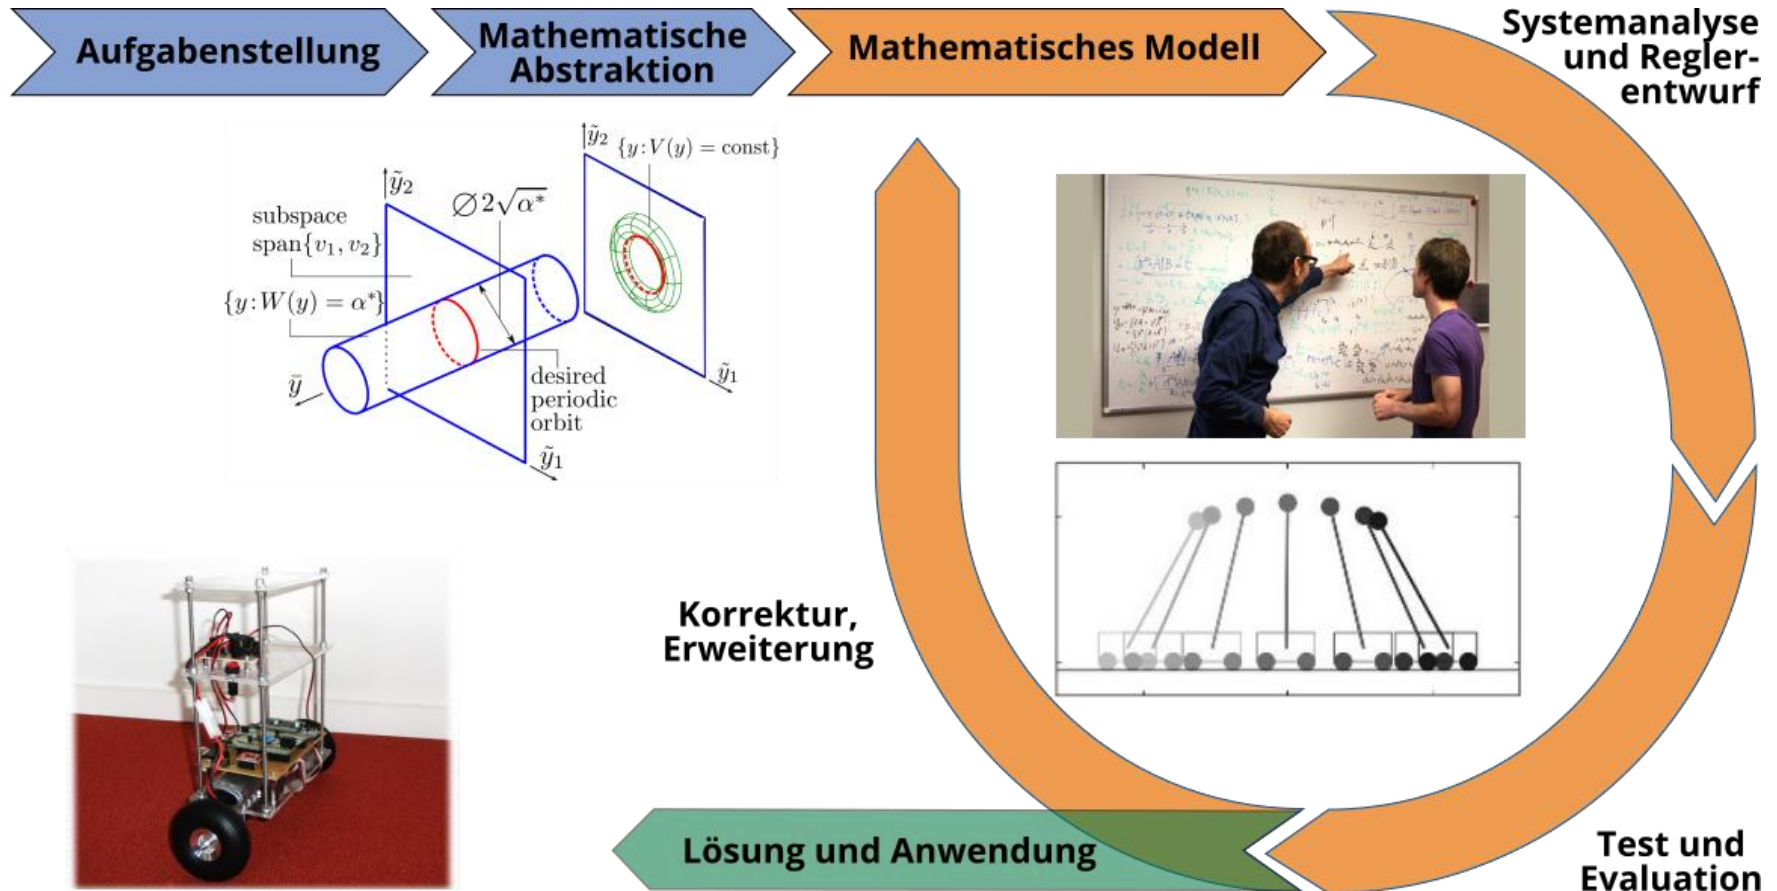 Aufgabenstellung
Mathematische
Abstraktion
Mathematisches Modell
Systemanalyse
und Regler-
entwurf
ỹ₂
{y:V(y) = const}
ỹ₂
∅2√α*
subspace
span{v₁, v₂}
{y:W(y) = α*}
ȳ
desired
periodic
orbit
ỹ₁
ỹ₁
Korrektur,
Erweiterung
Lösung und Anwendung
Test und
Evaluation